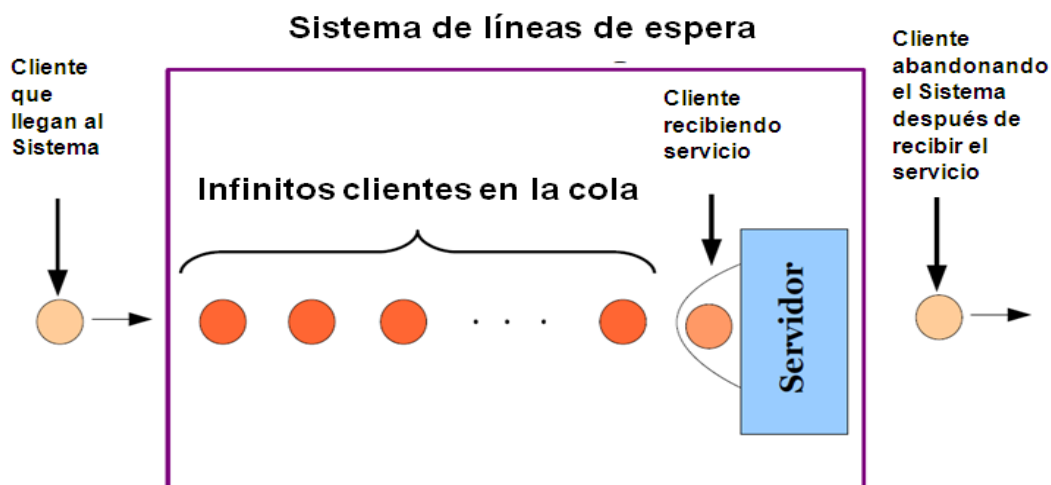 Sistema de líneas de espera
Cliente
que
llegan al
Sistema
Infinitos clientes en la cola
Cliente
recibiendo
servicio
Servidor
Cliente
abandonando
el Sistema
después de
recibir el
servicio